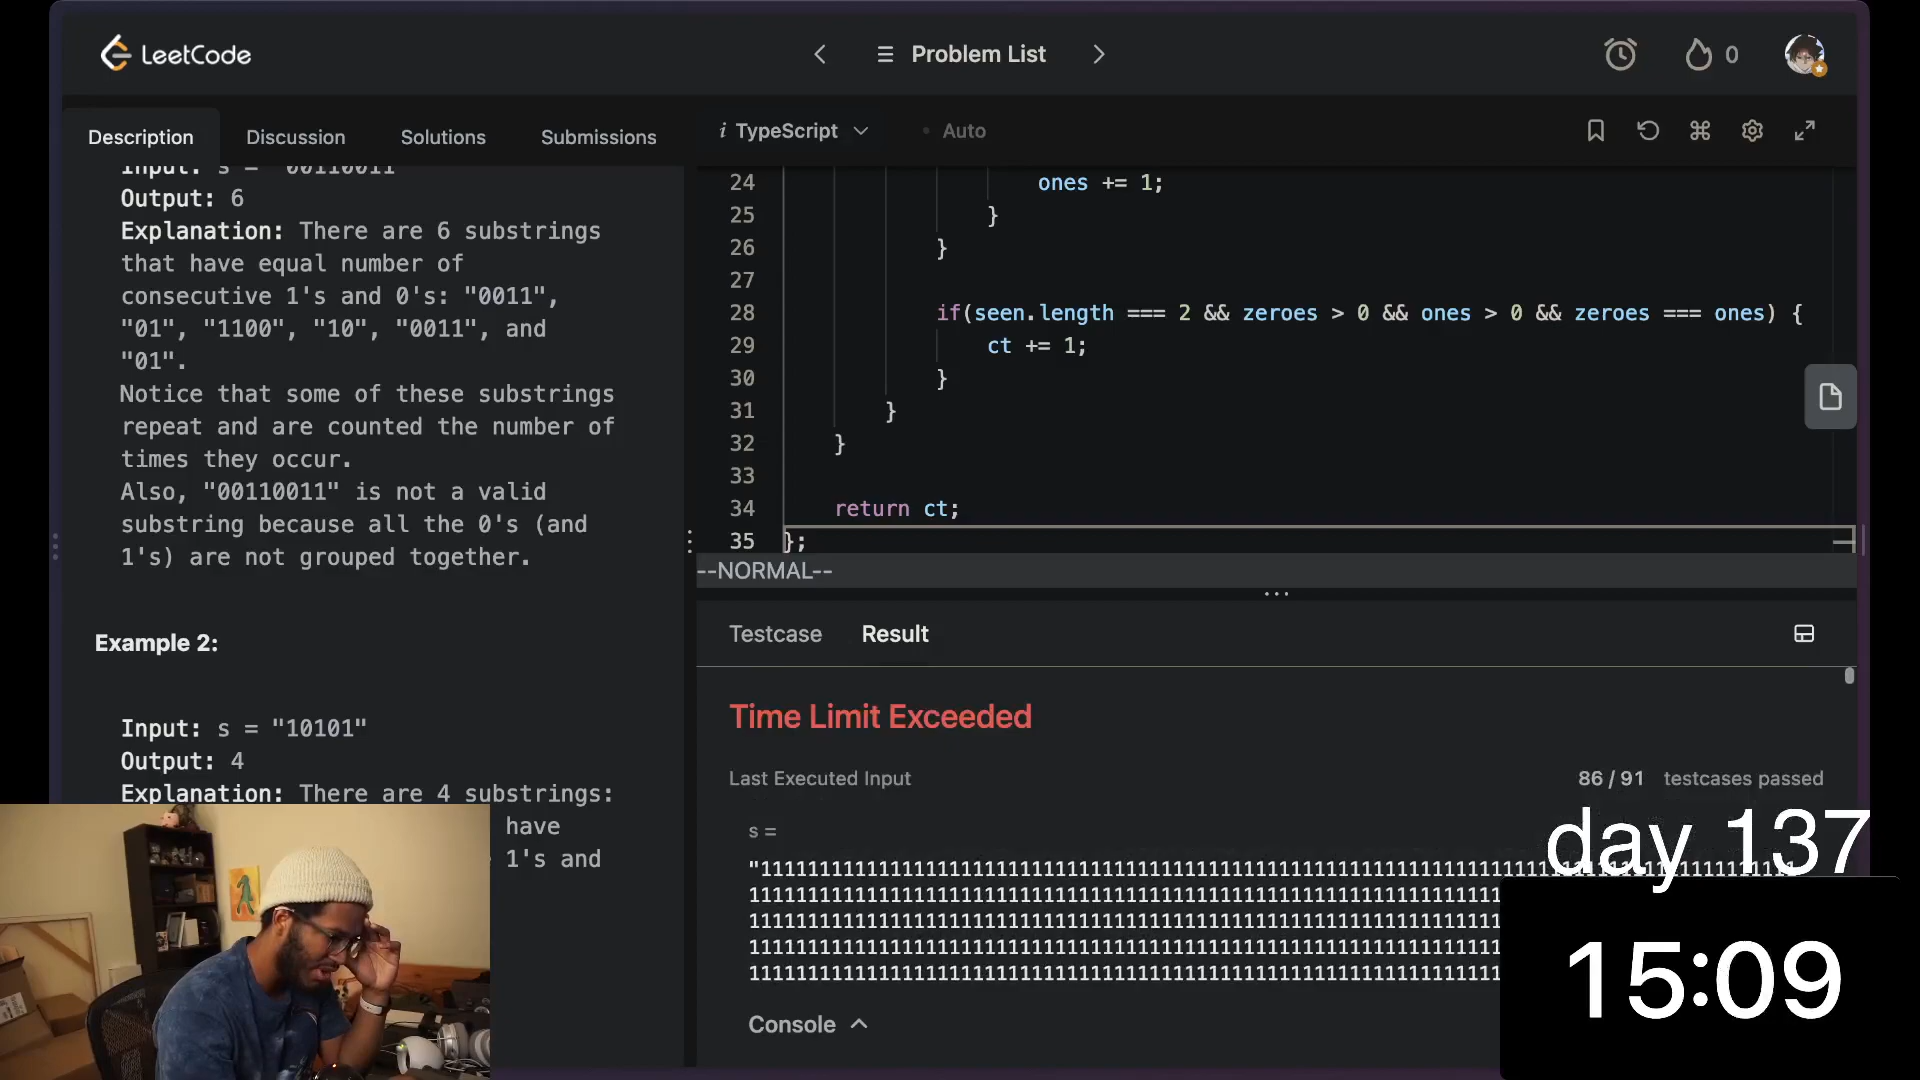 LeetCode
Problem List
0
Description
Discussion
Solutions
Submissions
i TypeScript
Auto
Input: s = "00110011"
Output: 6
Explanation: There are 6 substrings
that have equal number of
consecutive 1's and 0's: "0011",
"01", "1100", "10", "0011", and
"01".
Notice that some of these substrings
repeat and are counted the number of
times they occur.
Also, "00110011" is not a valid
substring because all the 0's (and
1's) are not grouped together.
Example 2:
Input: s = "10101"
Output: 4
Explanation: There are 4 substrings:
have
1's and
24 ones += 1;
25 }
26 }
27
28 if(seen.length === 2 && zeroes > 0 && ones > 0 && zeroes === ones) {
29 ct += 1;
30 }
31 }
32 }
33
34 return ct;
35 };
--NORMAL--
Testcase
Result
Time Limit Exceeded
Last Executed Input
86 / 91 testcases passed
s =
Console
day 137
15:09